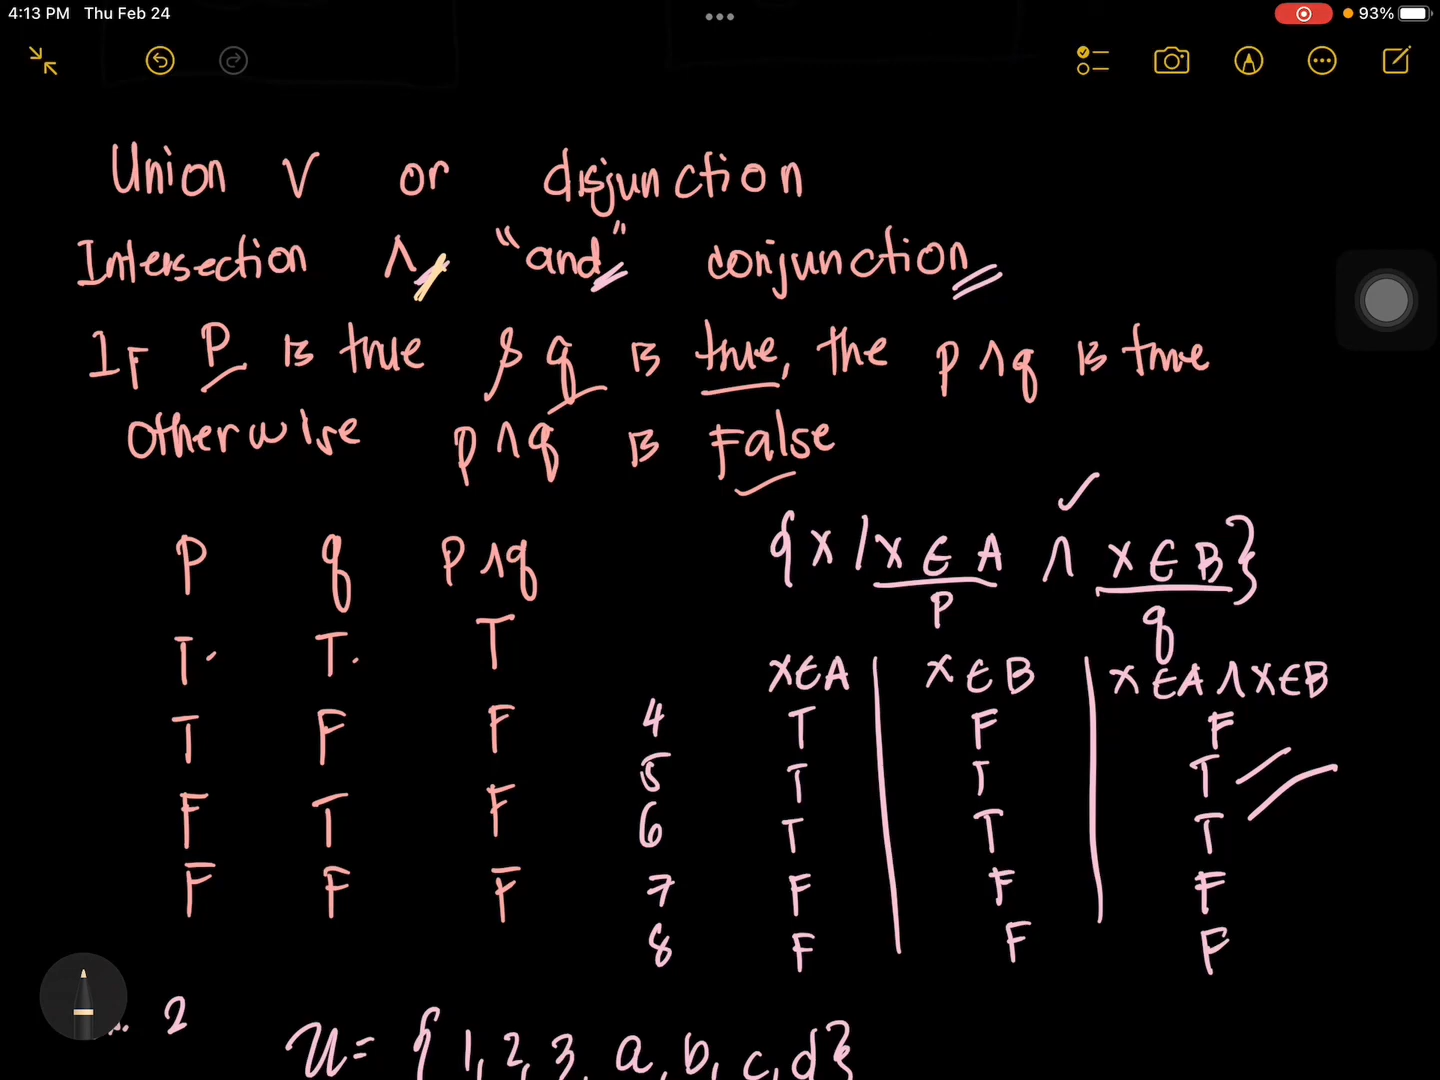 4:13 PM Thu Feb 24 93%
Union V or disjunction
Intersection ∧, "and" conjunction
IF P is true & q is true, the p∧q is true
otherwise p∧q is False
{x/x∈A ∧ x∈B}
P q
p q p∧q
T T T
T F F
F T F
F F F
x∈A x∈B x∈A∧x∈B
4 T F F
5 T T T
6 T T T
7 F F F
8 F F F
2
U= {1,2,3,a,b,c,d}